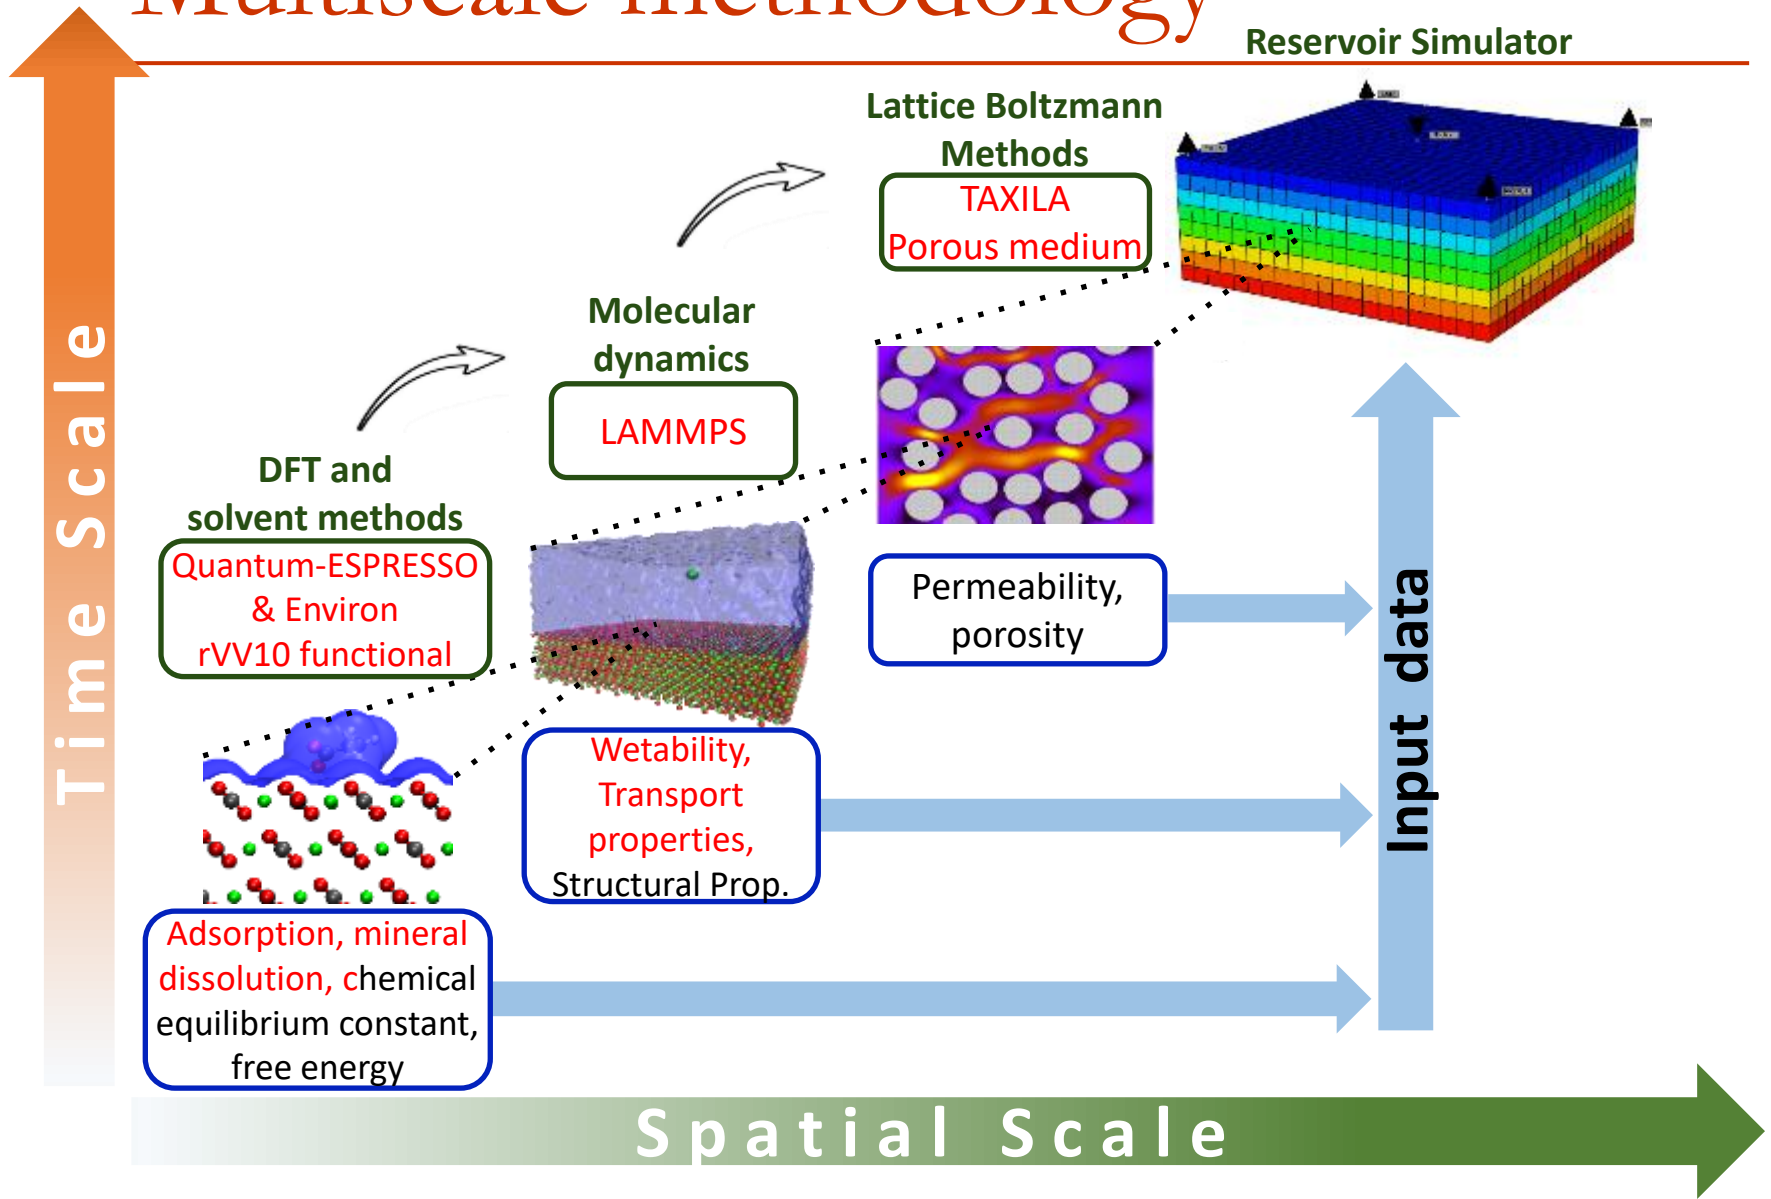 Multiscale methodology
Reservoir Simulator
Lattice Boltzmann
Methods
TAXILA
Porous medium
Molecular
dynamics
LAMMPS
DFT and
solvent methods
Quantum-ESPRESSO
& Environ
rVV10 functional
Permeability,
porosity
Wetability,
Transport
properties,
Structural Prop.
Adsorption, mineral
dissolution, chemical
equilibrium constant,
free energy
Input data
Time Scale
Spatial Scale